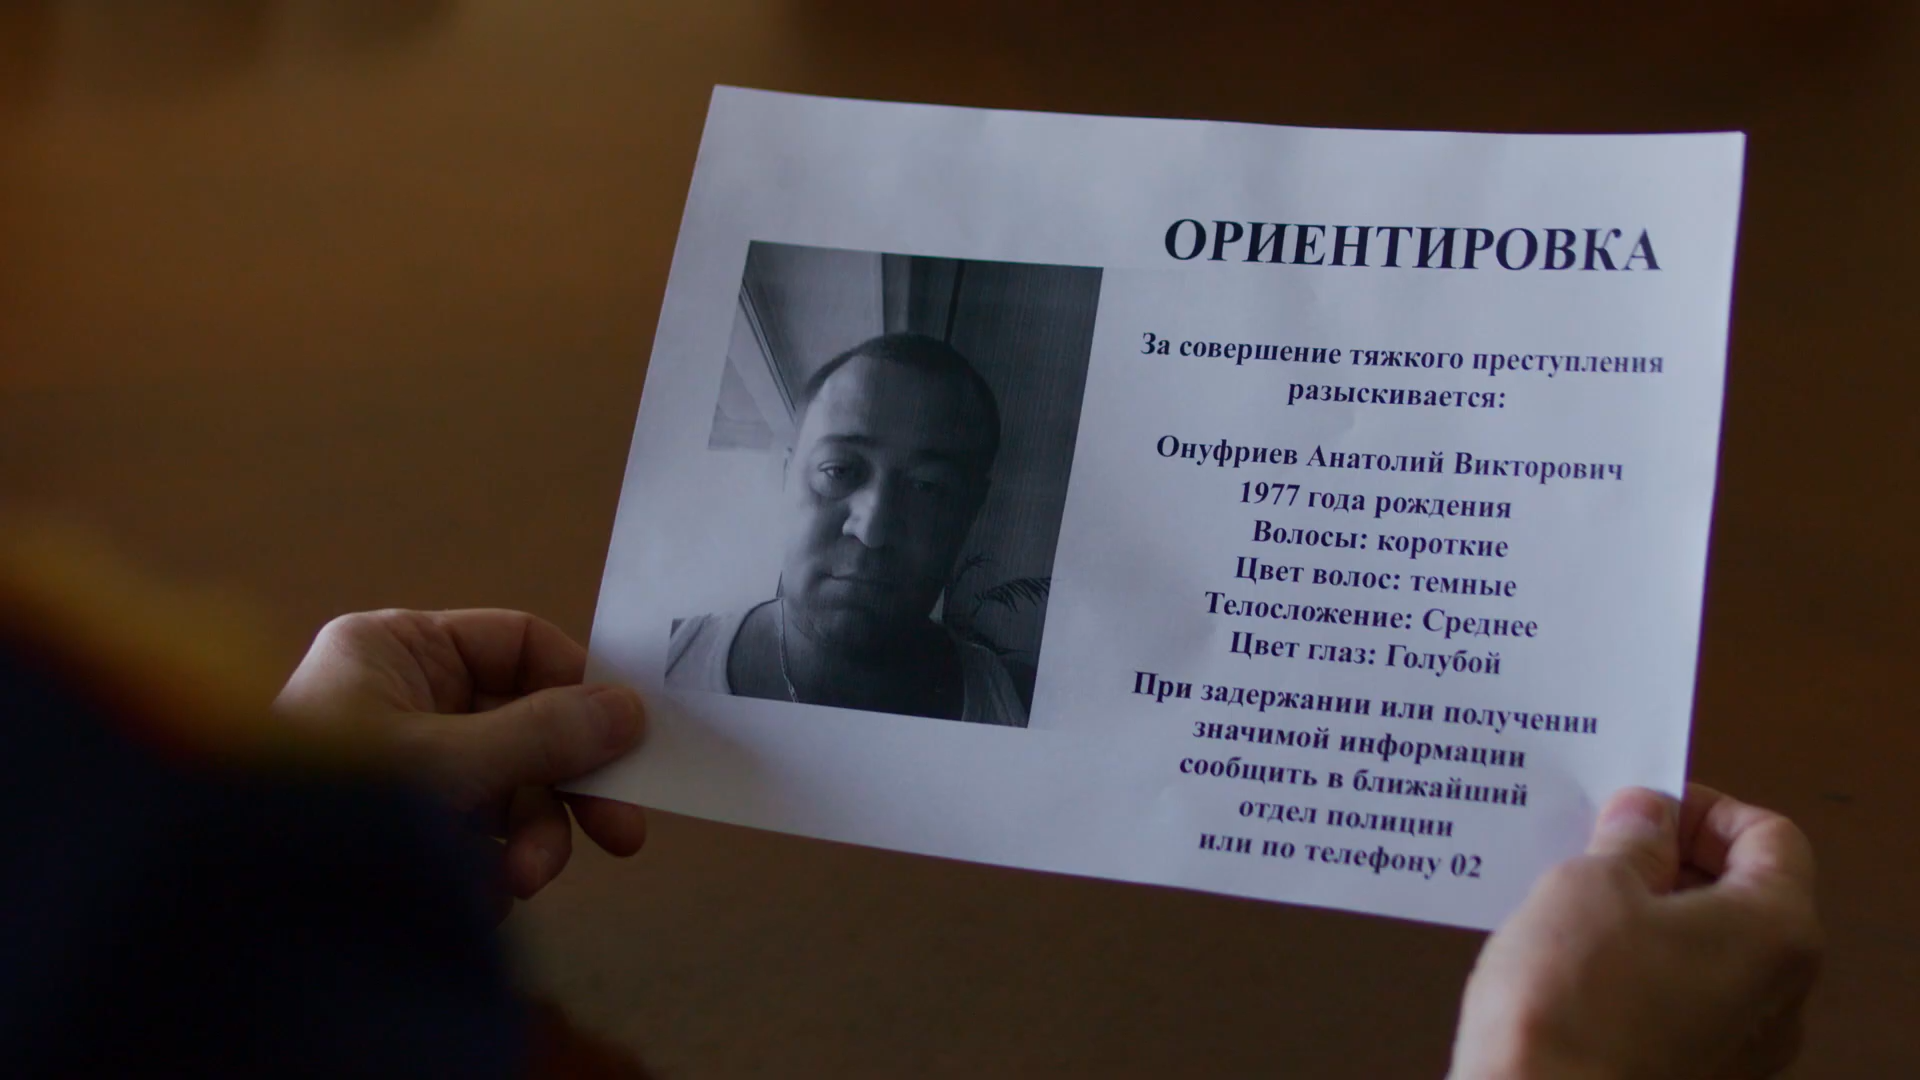 ОРИЕНТИРОВКА
За совершение тяжкого преступления
разыскивается:
Онуфриев Анатолий Викторович
1977 года рождения
Волосы: короткие
Цвет волос: темные
Телосложение: Среднее
Цвет глаз: Голубой
При задержании или получении
значимой информации
сообщить в ближайший
отдел полиции
или по телефону 02